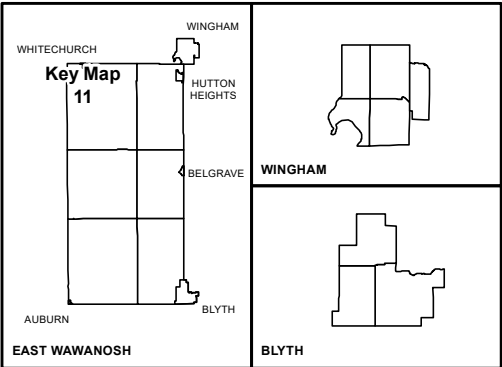 WINGHAM
WHITECHURCH
Key Map
11
HUTTON
HEIGHTS
BELGRAVE
BLYTH
AUBURN
EAST WAWANOSH
WINGHAM
BLYTH